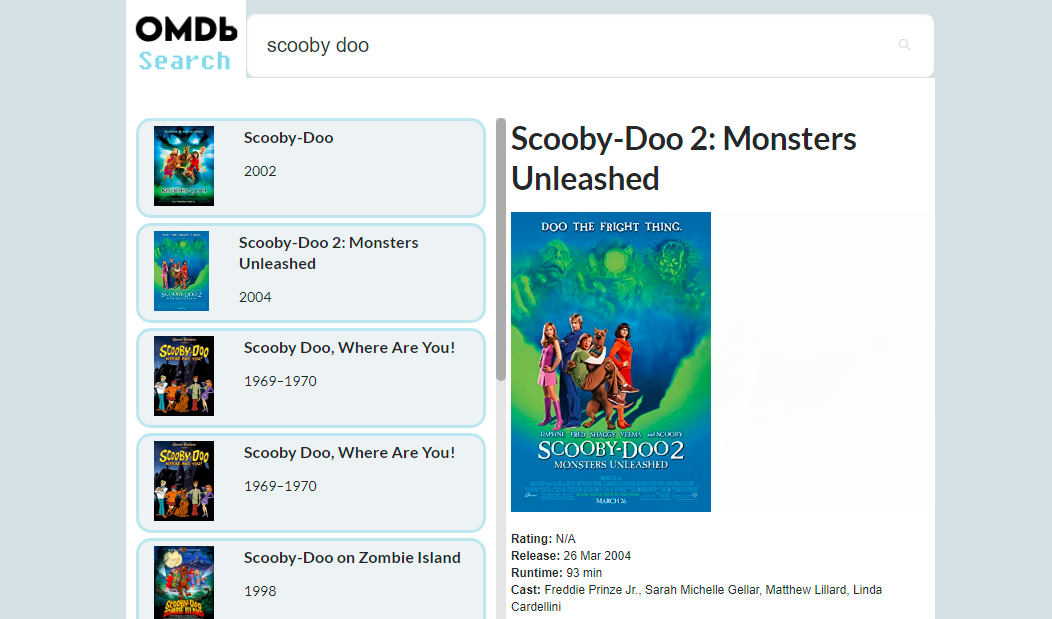 OMDb
Search
scooby doo
Scooby-Doo
2002
Scooby-Doo 2: Monsters
Unleashed
2004
Scooby Doo, Where Are You!
1969–1970
Scooby Doo, Where Are You!
1969–1970
Scooby-Doo on Zombie Island
1998
Scooby-Doo 2: Monsters
Unleashed
DOO THE FRIGHT THING.
DAPHNE FRED SHAGGY VELMA and SCOOBY
SCOOBY-DOO 2
MONSTERS UNLEASHED
MARCH 26
Rating: N/A
Release: 26 Mar 2004
Runtime: 93 min
Cast: Freddie Prinze Jr., Sarah Michelle Gellar, Matthew Lillard, Linda
Cardellini